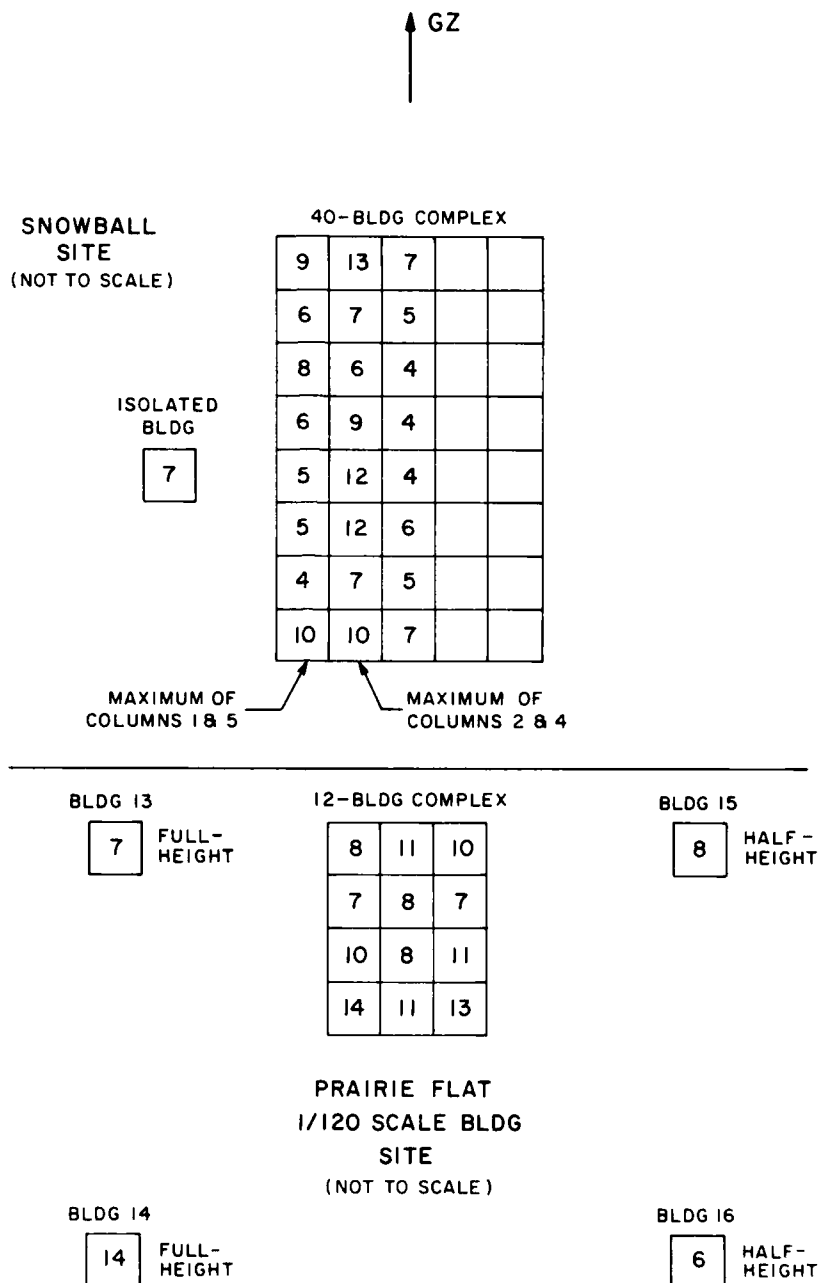 GZ
SNOWBALL
SITE
(NOT TO SCALE)
40-BLDG COMPLEX
9 13 7
6 7 5
8 6 4
6 9 4
5 12 4
5 12 6
4 7 5
10 10 7
ISOLATED
BLDG
7
MAXIMUM OF
COLUMNS 1 & 5
MAXIMUM OF
COLUMNS 2 & 4
BLDG 13
7
FULL-
HEIGHT
12-BLDG COMPLEX
8 11 10
7 8 7
10 8 11
14 11 13
BLDG 15
8
HALF-
HEIGHT
PRAIRIE FLAT
1/120 SCALE BLDG
SITE
(NOT TO SCALE)
BLDG 14
14
FULL-
HEIGHT
BLDG 16
6
HALF-
HEIGHT